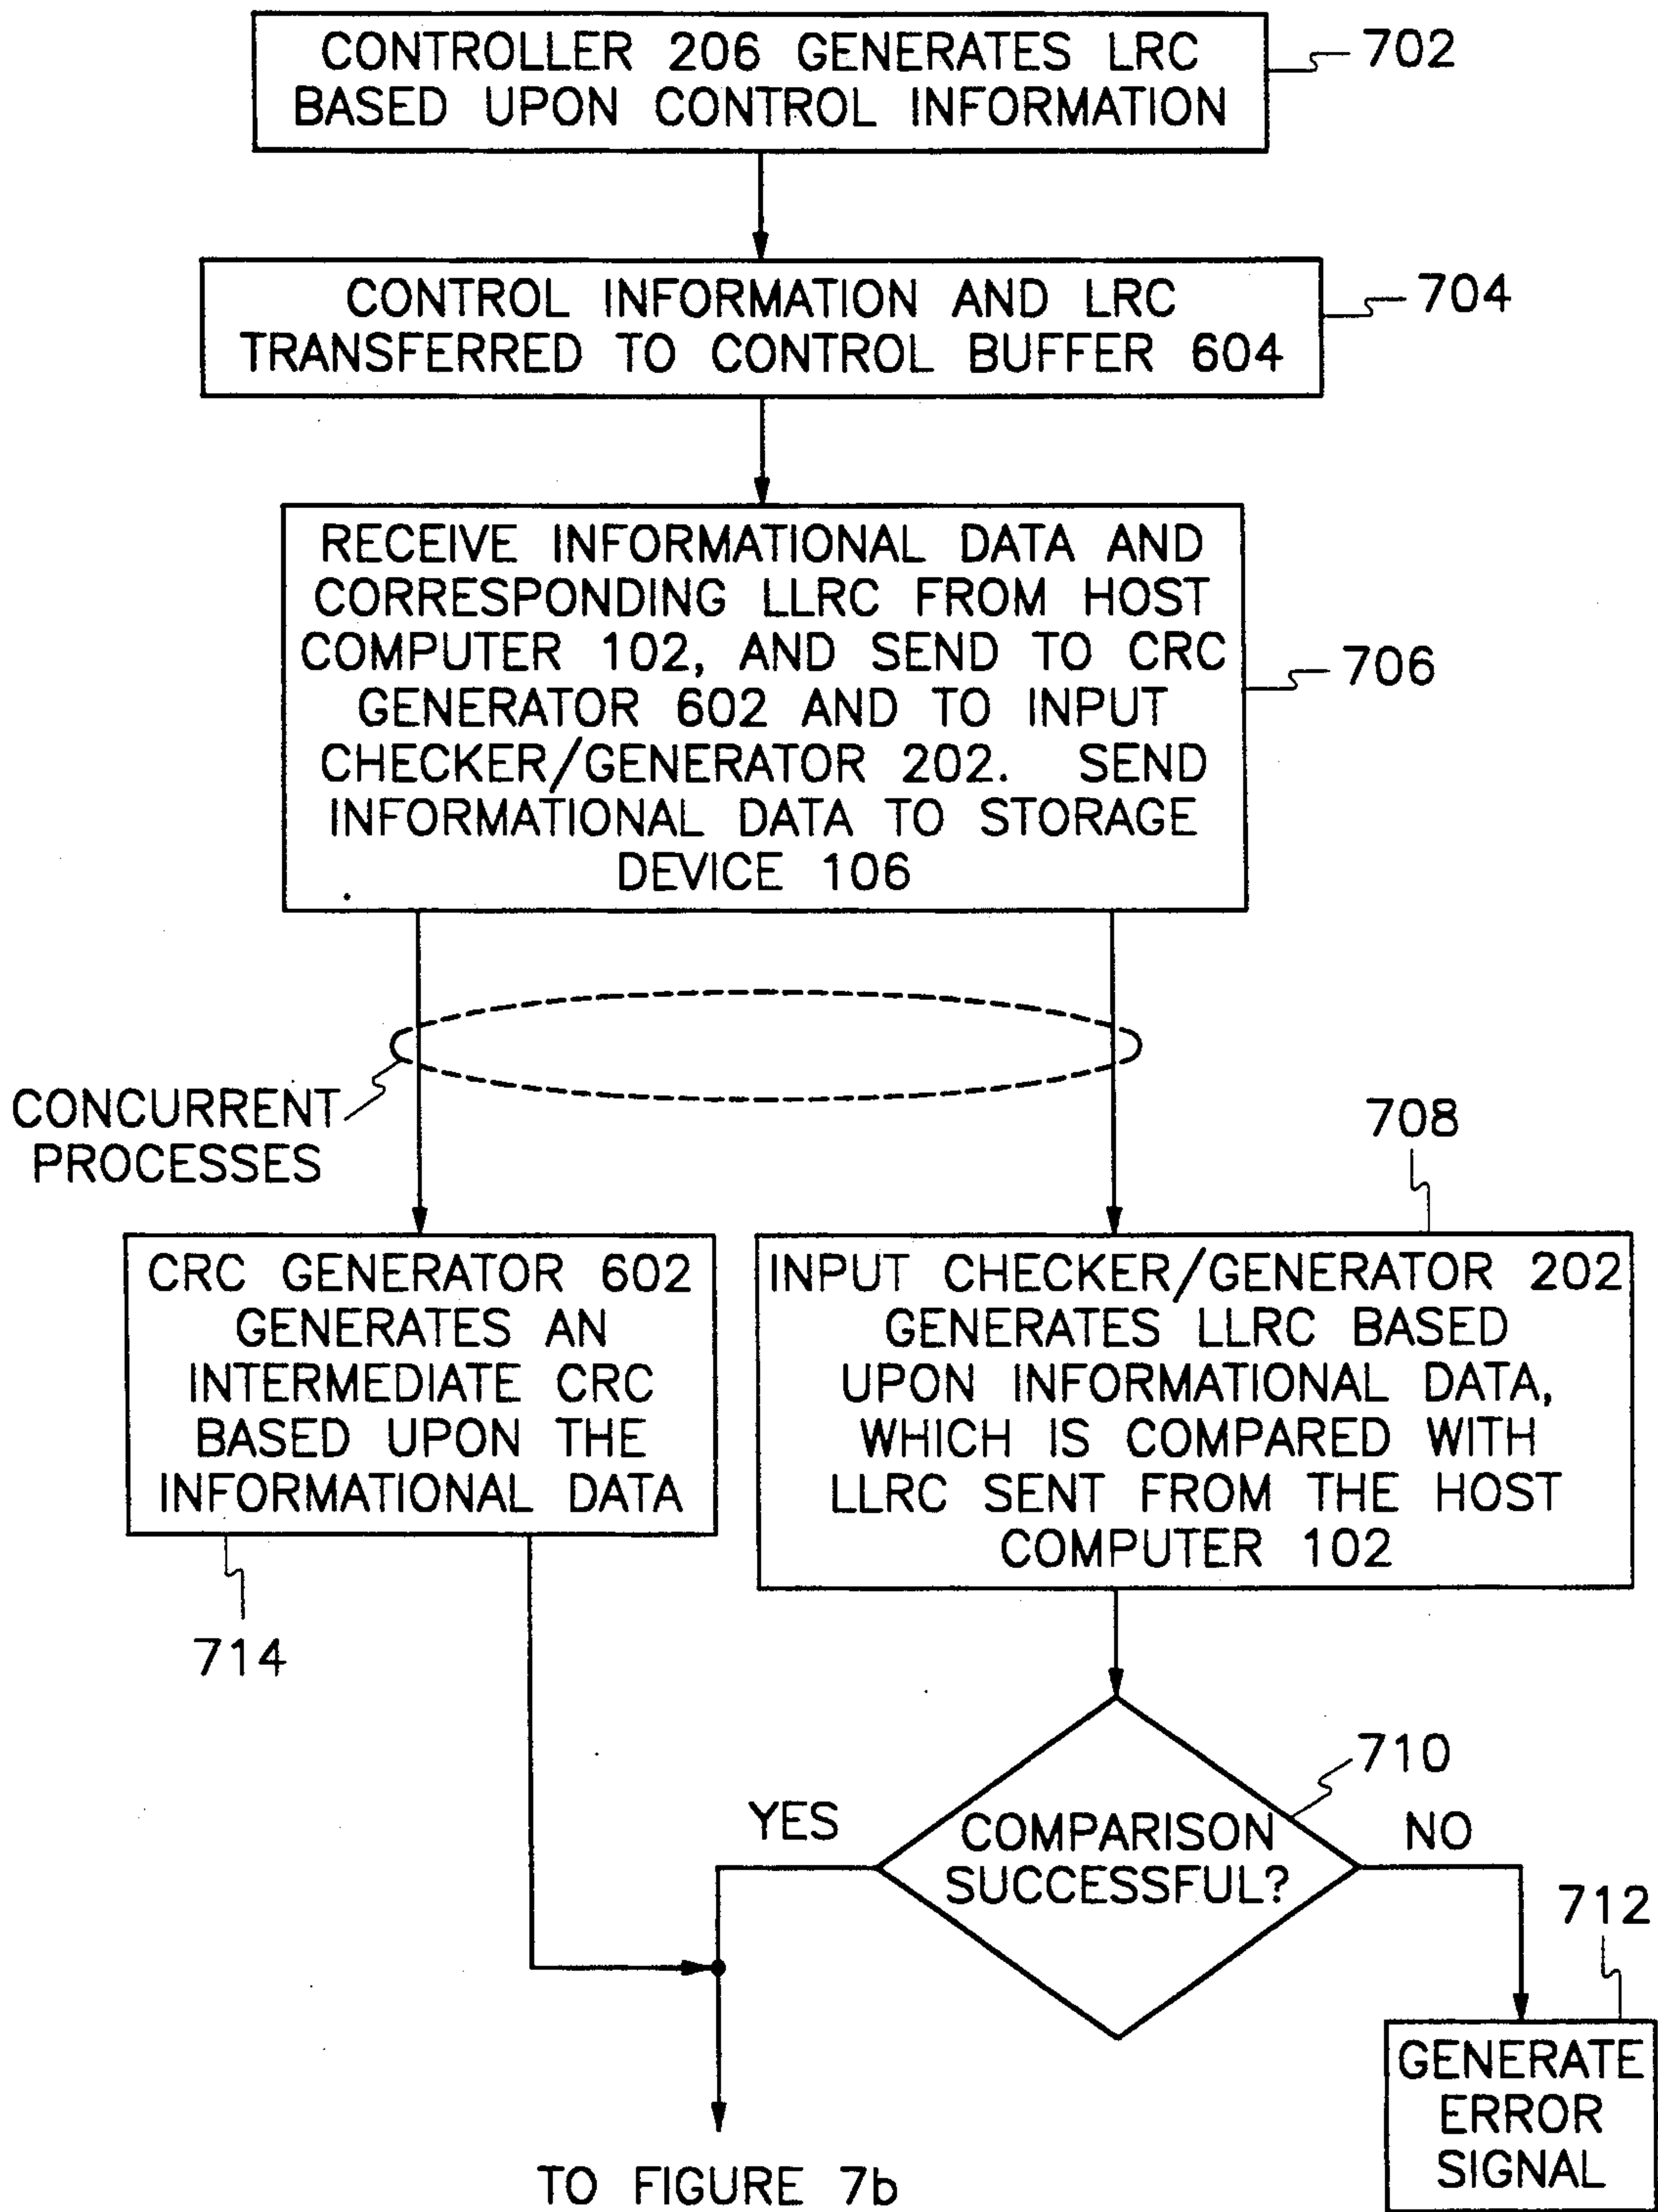 CONTROLLER 206 GENERATES LRC
BASED UPON CONTROL INFORMATION
702
CONTROL INFORMATION AND LRC
TRANSFERRED TO CONTROL BUFFER 604
704
RECEIVE INFORMATIONAL DATA AND
CORRESPONDING LLRC FROM HOST
COMPUTER 102, AND SEND TO CRC
GENERATOR 602 AND TO INPUT
CHECKER/GENERATOR 202. SEND
INFORMATIONAL DATA TO STORAGE
DEVICE 106
706
CONCURRENT
PROCESSES
708
CRC GENERATOR 602
GENERATES AN
INTERMEDIATE CRC
BASED UPON THE
INFORMATIONAL DATA
714
INPUT CHECKER/GENERATOR 202
GENERATES LLRC BASED
UPON INFORMATIONAL DATA,
WHICH IS COMPARED WITH
LLRC SENT FROM THE HOST
COMPUTER 102
710
YES
COMPARISON
SUCCESSFUL?
NO
712
GENERATE
ERROR
SIGNAL
TO FIGURE 7b